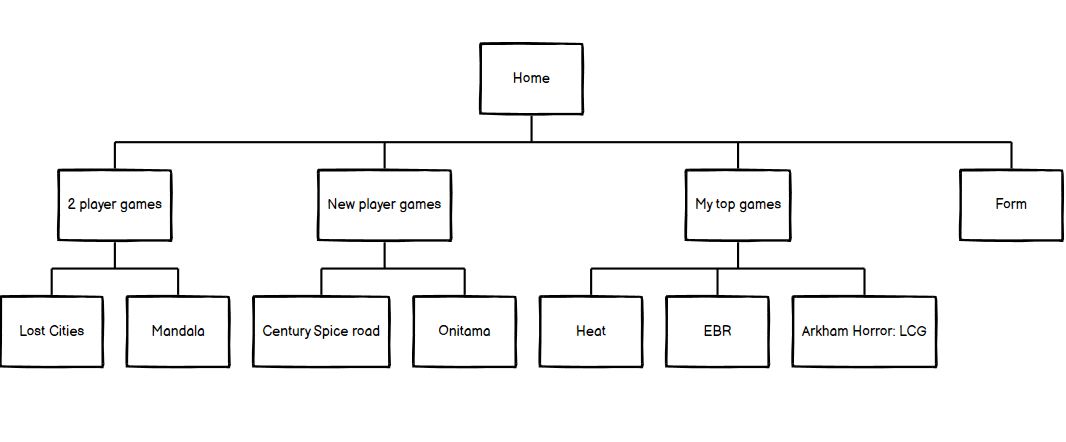 Home
2 player games
New player games
My top games
Form
Lost Cities
Mandala
Century Spice road
Onitama
Heat
EBR
Arkham Horror: LCG